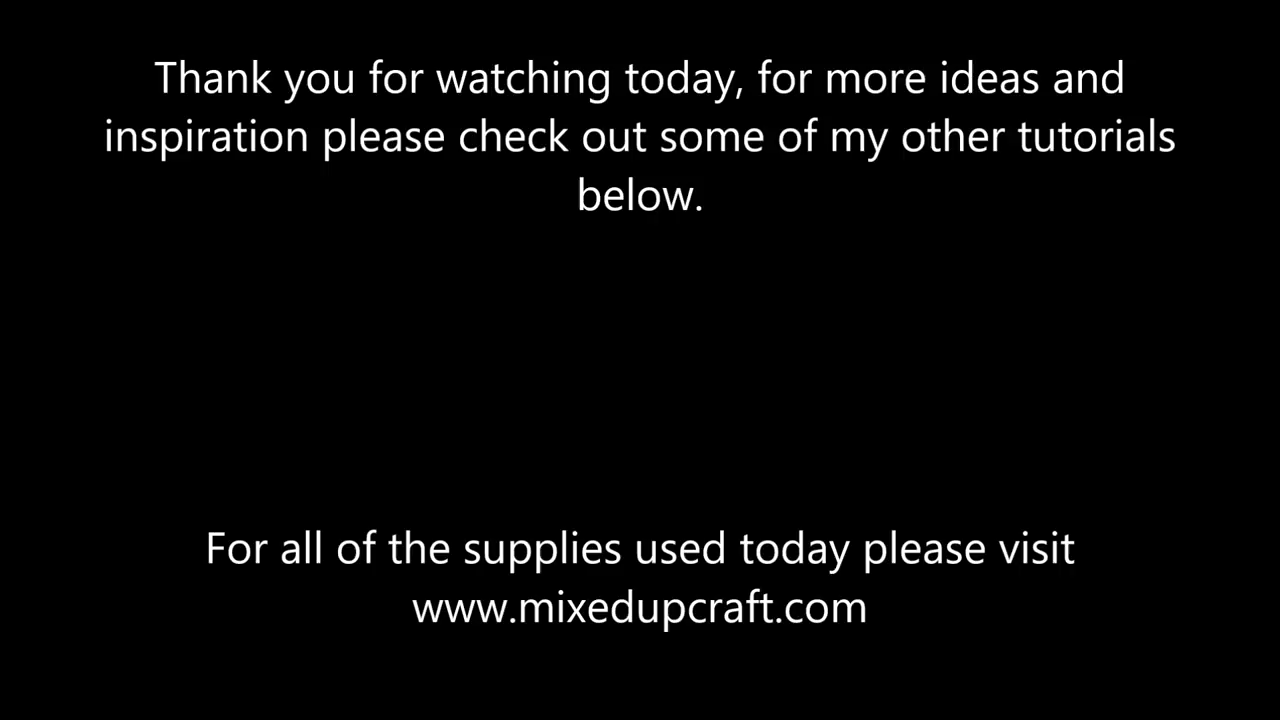 Thank you for watching today, for more ideas and
inspiration please check out some of my other tutorials
below.
For all of the supplies used today please visit
www.mixedupcraft.com